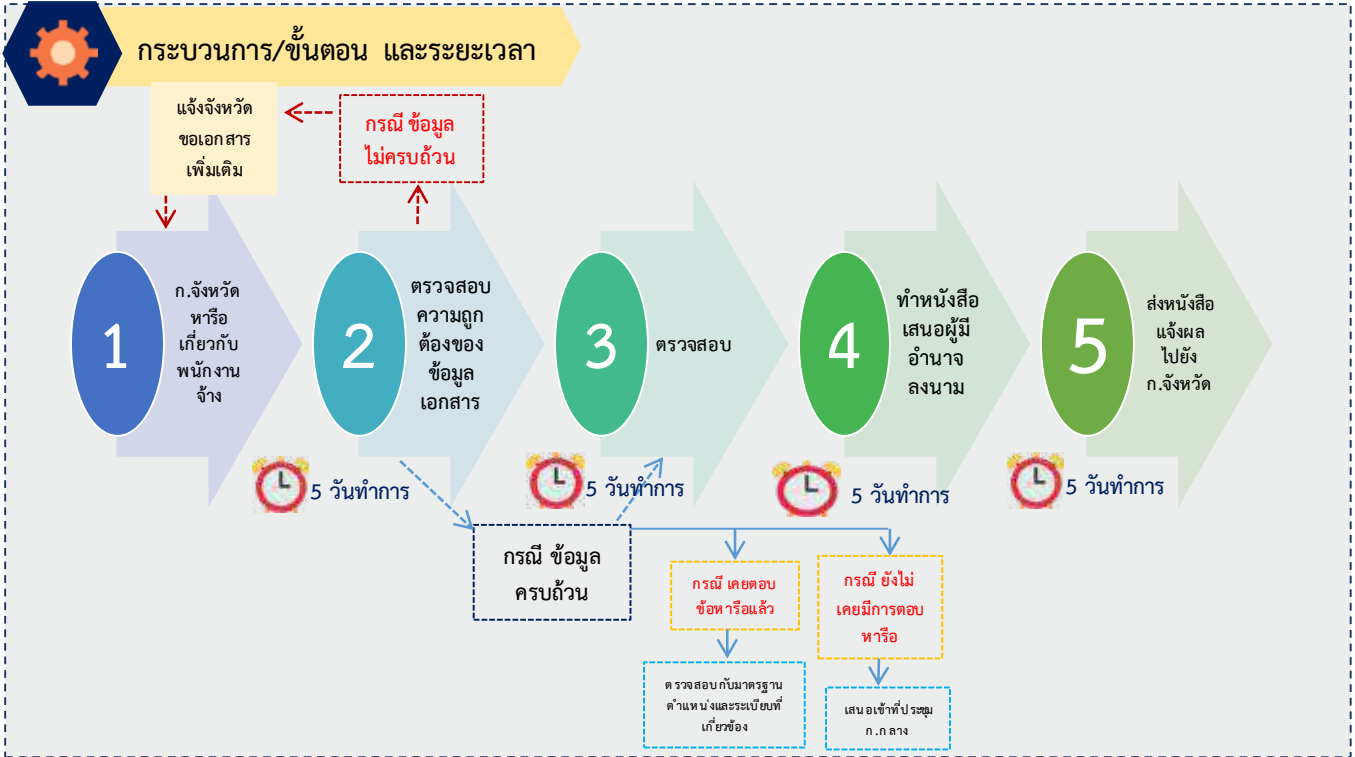 กระบวนการ/ขั้นตอน และระยะเวลา
แจ้งจังหวัด
ขอเอกสาร
เพิ่มเติม
กรณี ข้อมูล
ไม่ครบถ้วน
1
ก.จังหวัด
หารือ
เกี่ยวกับ
พนักงาน
จ้าง
2
ตรวจสอบ
ความถูก
ต้องของ
ข้อมูล
เอกสาร
3
ตรวจสอบ
4
ทำหนังสือ
เสนอผู้มี
อำนาจ
ลงนาม
5
ส่งหนังสือ
แจ้งผล
ไปยัง
ก.จังหวัด
5 วันทำการ
5 วันทำการ
5 วันทำการ
5 วันทำการ
กรณี ข้อมูล
ครบถ้วน
กรณี เคยตอบ
ข้อหารือแล้ว
กรณี ยังไม่
เคยมีการตอบ
หารือ
ตรวจสอบกับมาตรฐาน
ตำแหน่งและระเบียบที่
เกี่ยวข้อง
เสนอเข้าที่ประชุม
ก.กลาง